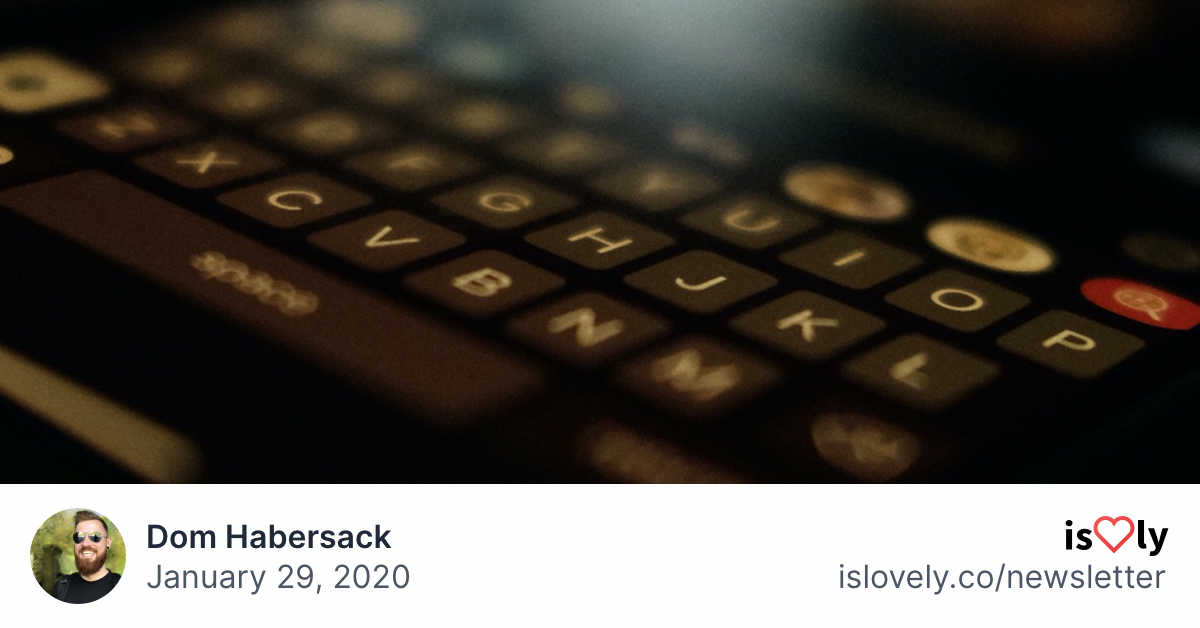 U I O P
G H J K L
X C V B N M
space
Dom Habersack
January 29, 2020
is♡ly
islovely.co/newsletter